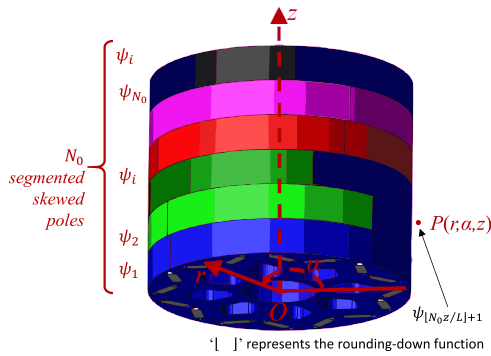 z
ψi
ψN0
N0
segmented
skewed
poles
ψi
ψ2
ψ1
r
α
O
P(r,α,z)
ψ⌊N0z/L⌋+1
‘⌊ ⌋’ represents the rounding-down function